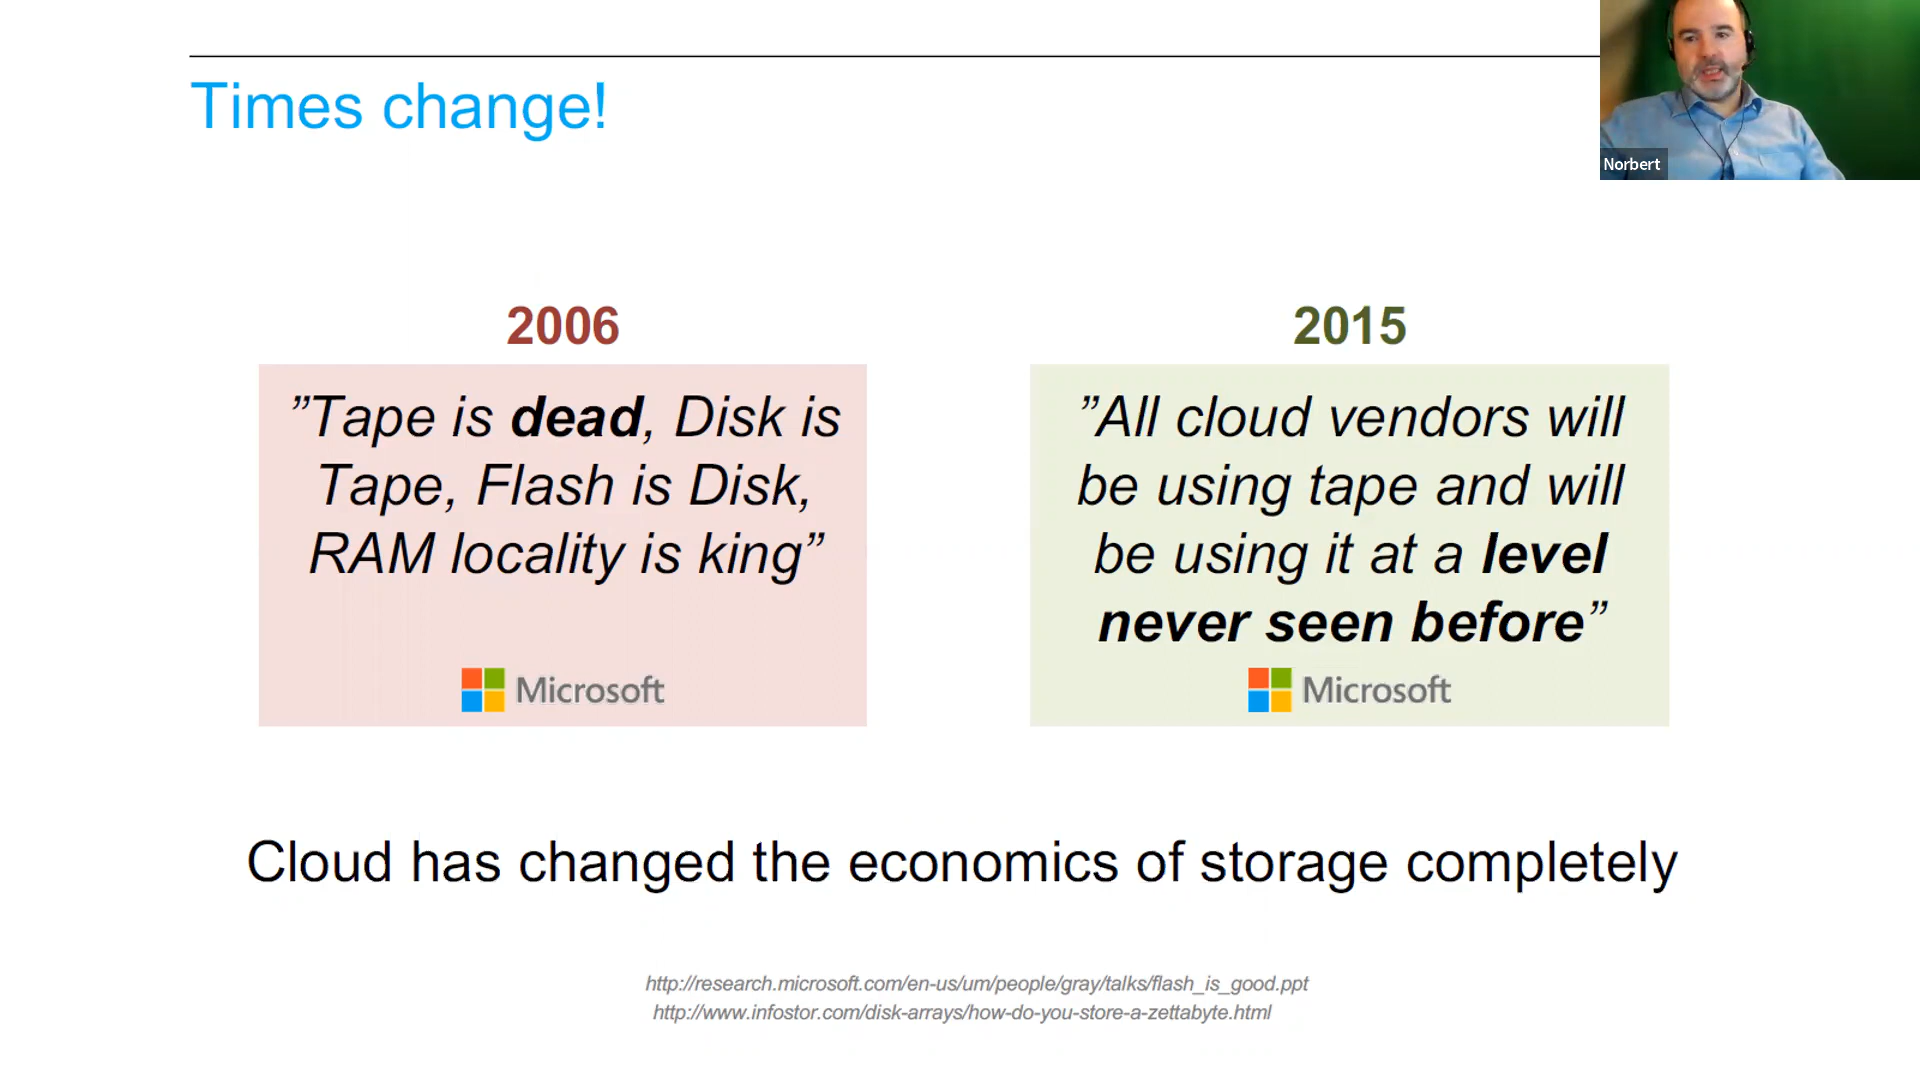 Times change!
Norbert
2006
”Tape is dead, Disk is
Tape, Flash is Disk,
RAM locality is king”
Microsoft
2015
”All cloud vendors will
be using tape and will
be using it at a level
never seen before”
Microsoft
Cloud has changed the economics of storage completely
http://research.microsoft.com/en-us/um/people/gray/talks/flash_is_good.ppt
http://www.infostor.com/disk-arrays/how-do-you-store-a-zettabyte.html